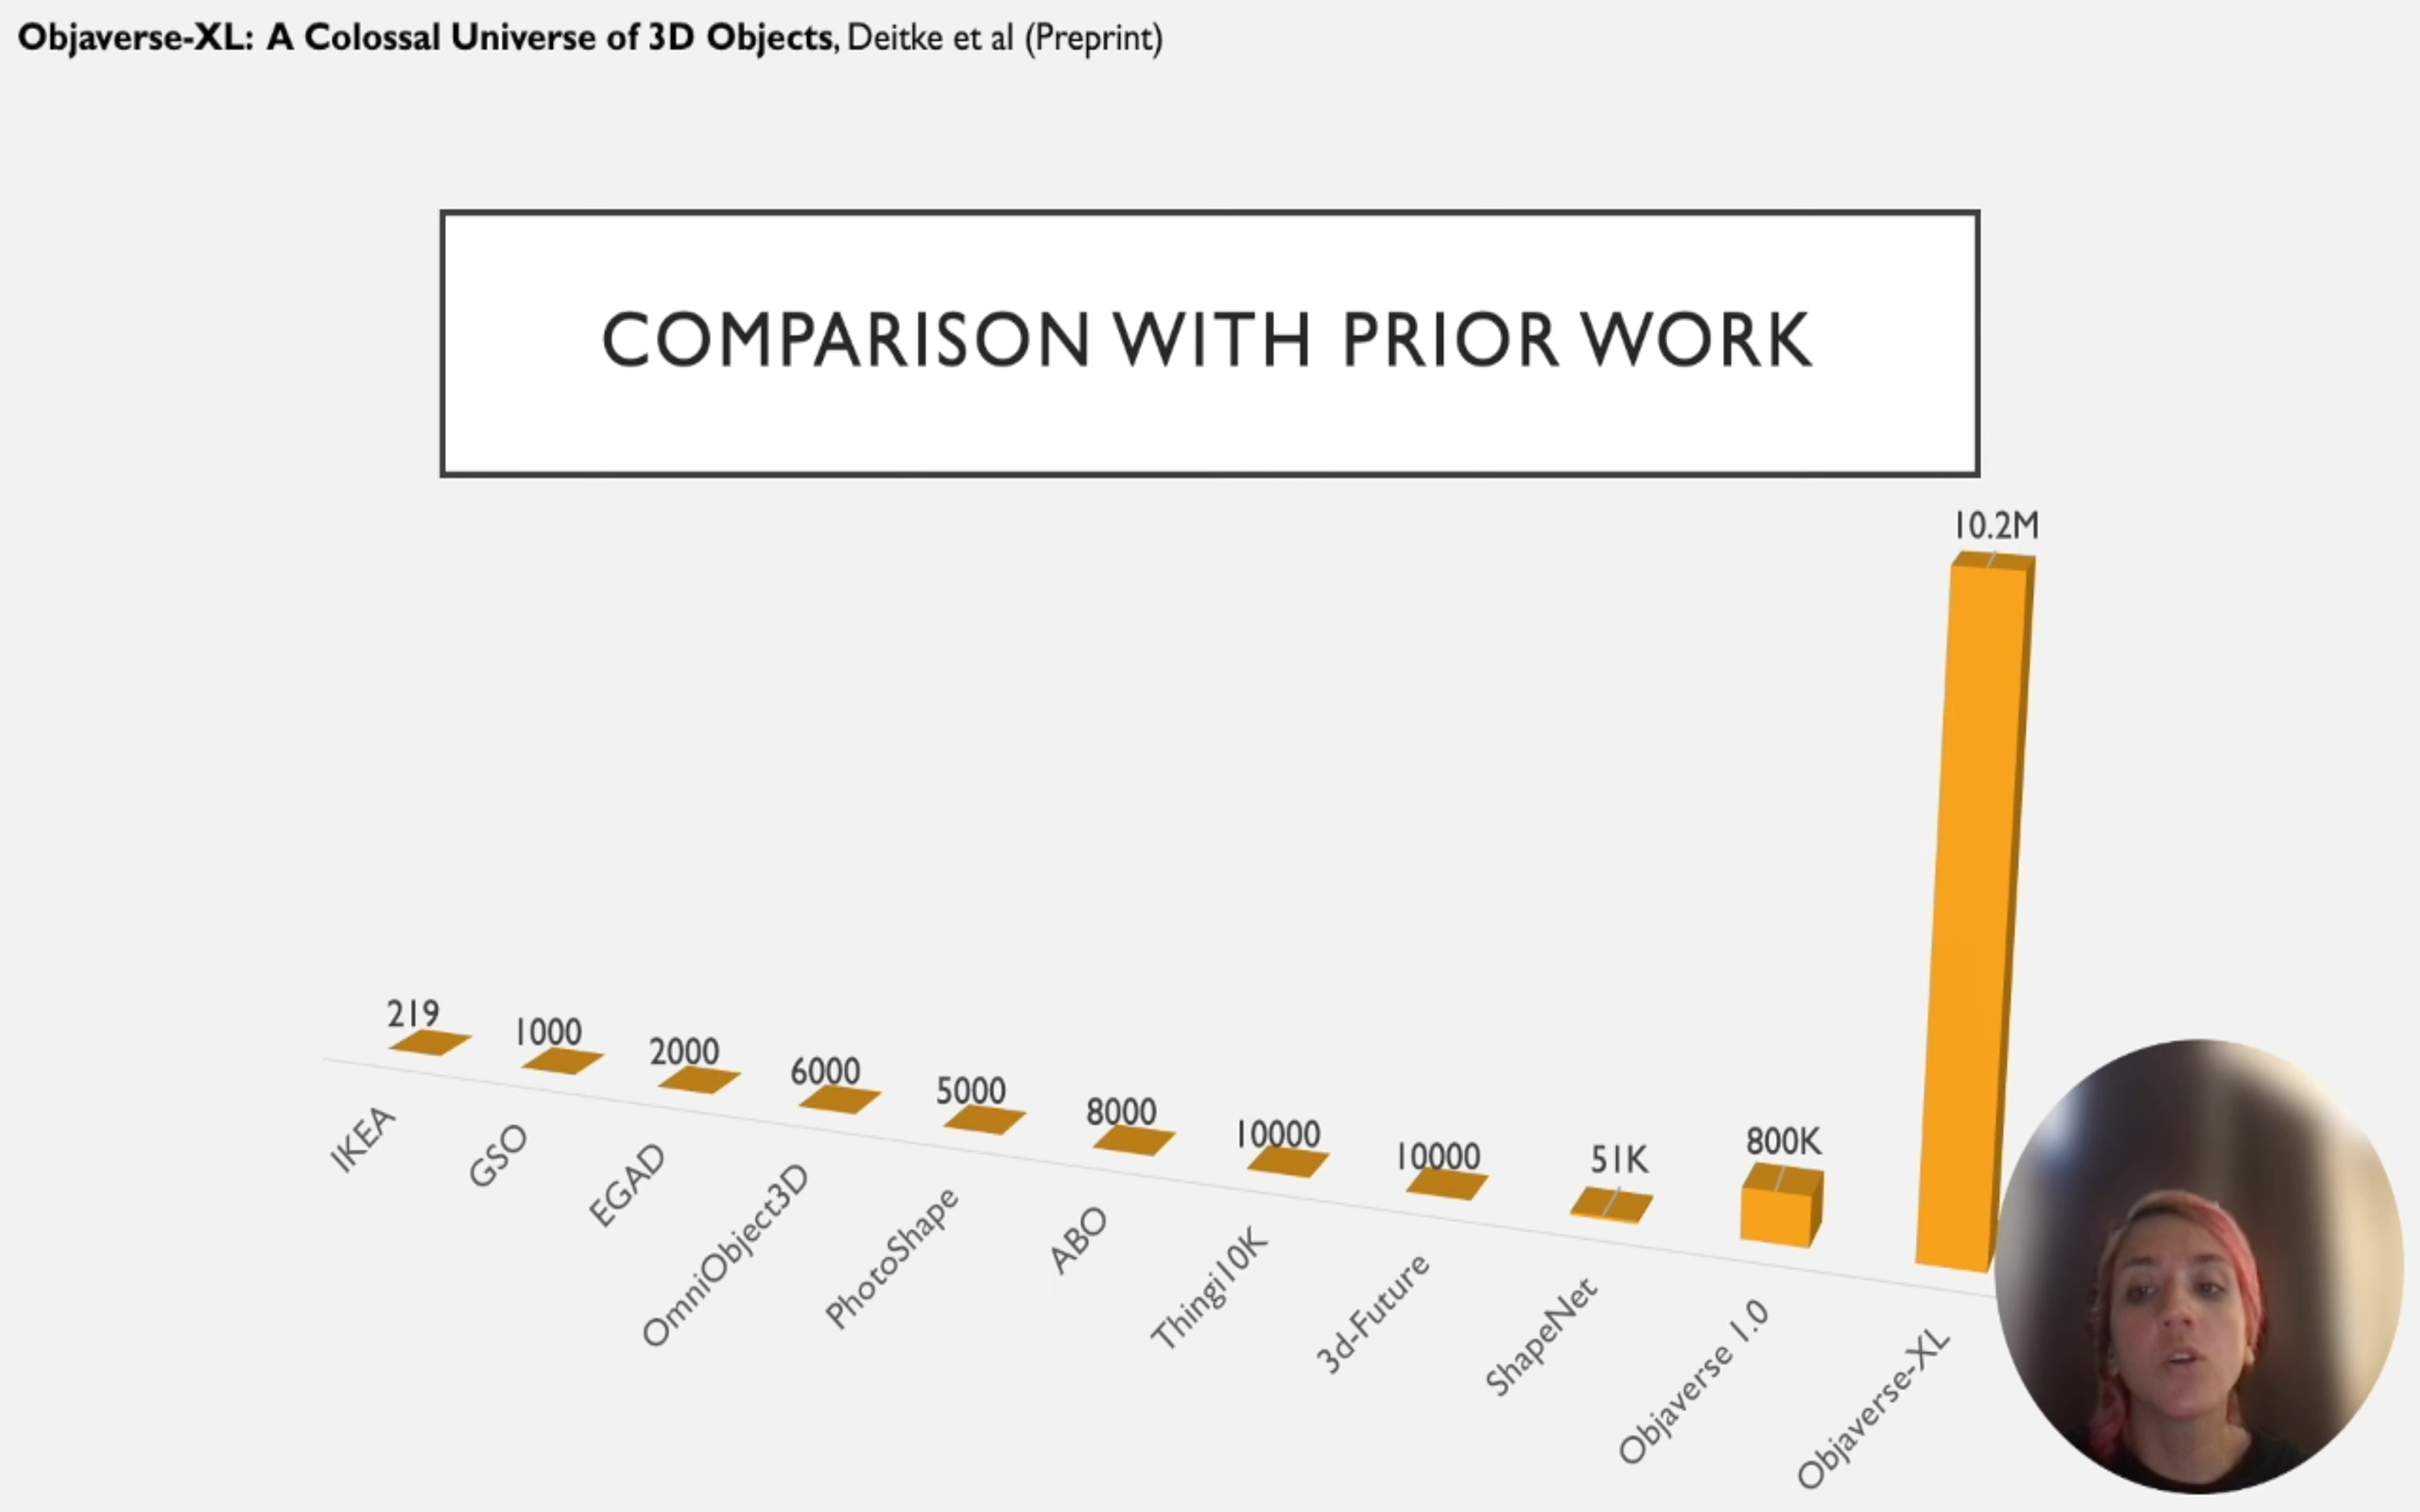 Objaverse-XL: A Colossal Universe of 3D Objects, Deitke et al (Preprint)
COMPARISON WITH PRIOR WORK
10.2M
219
1000
2000
6000
5000
8000
10000
10000
51K
800K
IKEA
GSO
EGAD
OmniObject3D
PhotoShape
ABO
Thingi10K
3d-Future
ShapeNet
Objaverse 1.0
Objaverse-XL